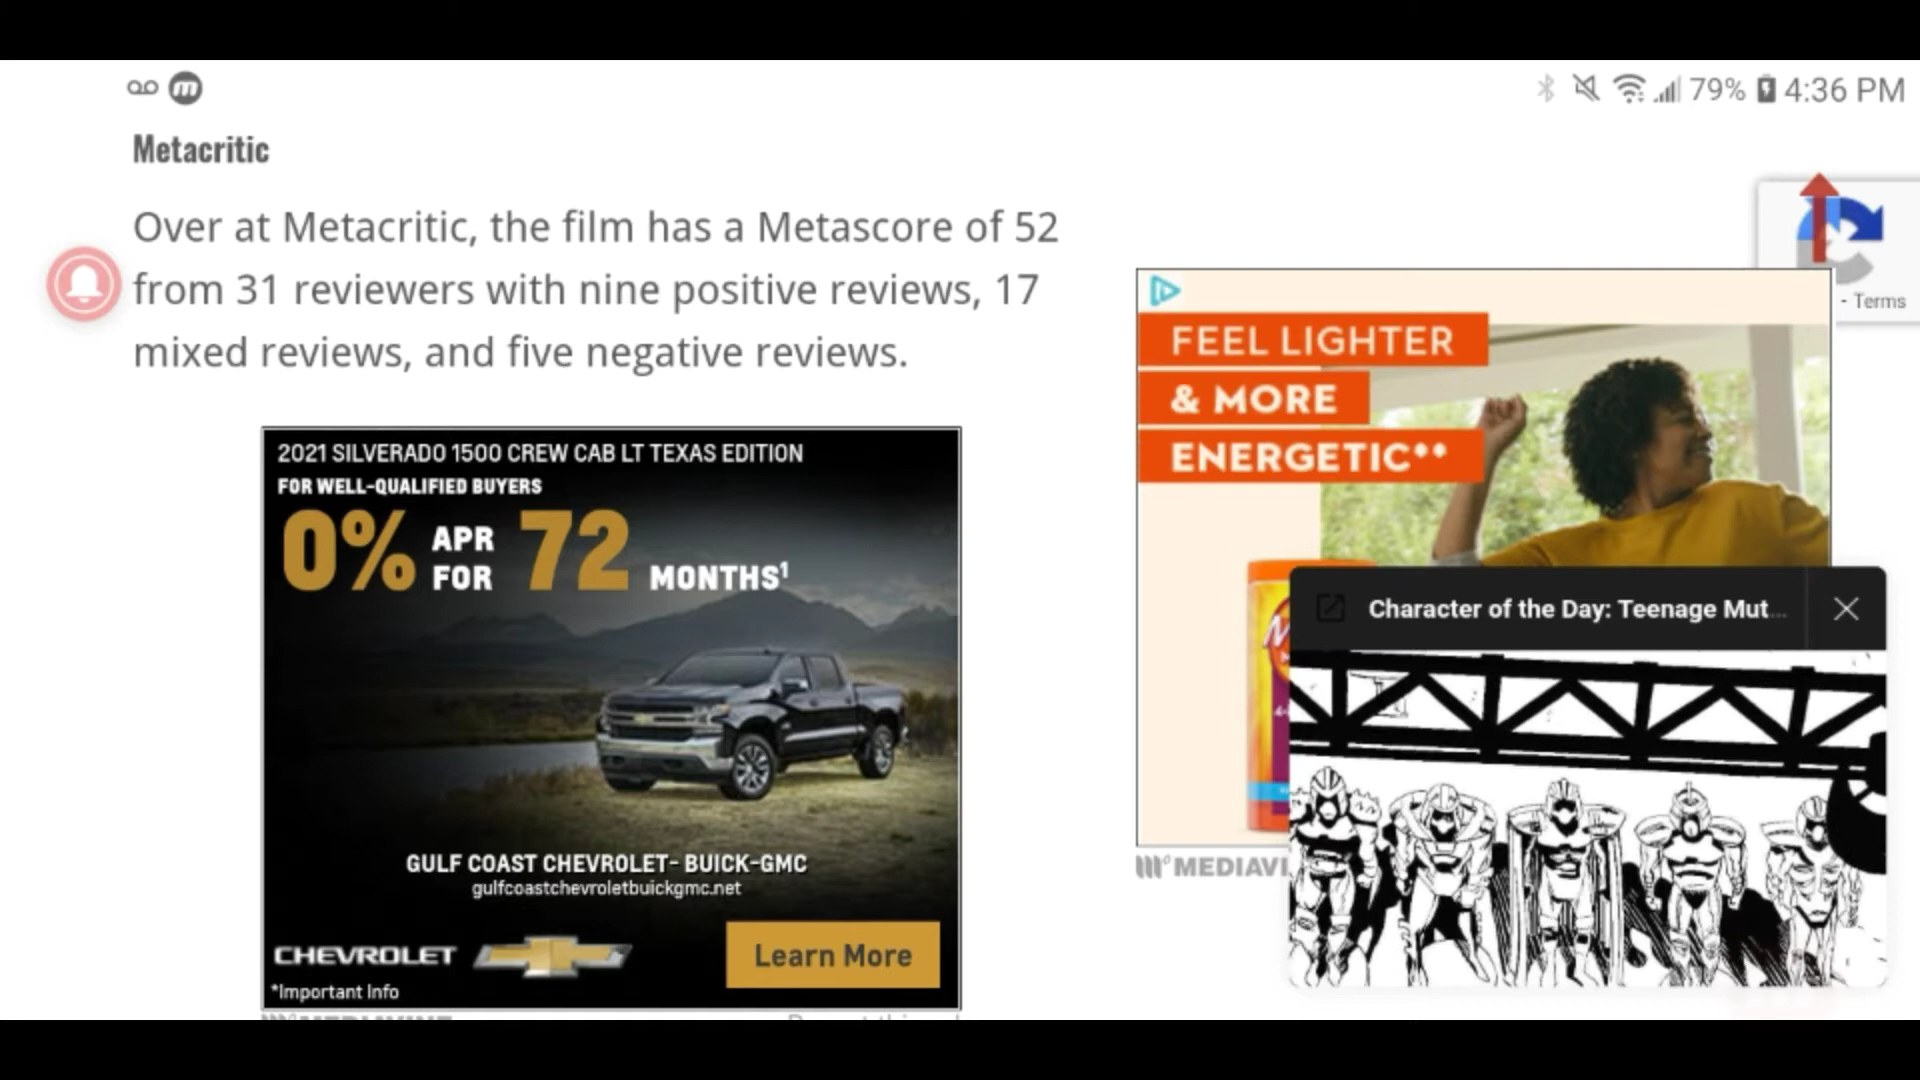 79% 4:36 PM
Metacritic
Over at Metacritic, the film has a Metascore of 52
from 31 reviewers with nine positive reviews, 17
mixed reviews, and five negative reviews.
- Terms
FEEL LIGHTER
& MORE
ENERGETIC**
2021 SILVERADO 1500 CREW CAB LT TEXAS EDITION
FOR WELL-QUALIFIED BUYERS
0% APR FOR 72 MONTHS¹
GULF COAST CHEVROLET- BUICK-GMC
gulfcoastchevroletbuickgmc.net
CHEVROLET
Learn More
*Important Info
Character of the Day: Teenage Mut...
MEDIAVI